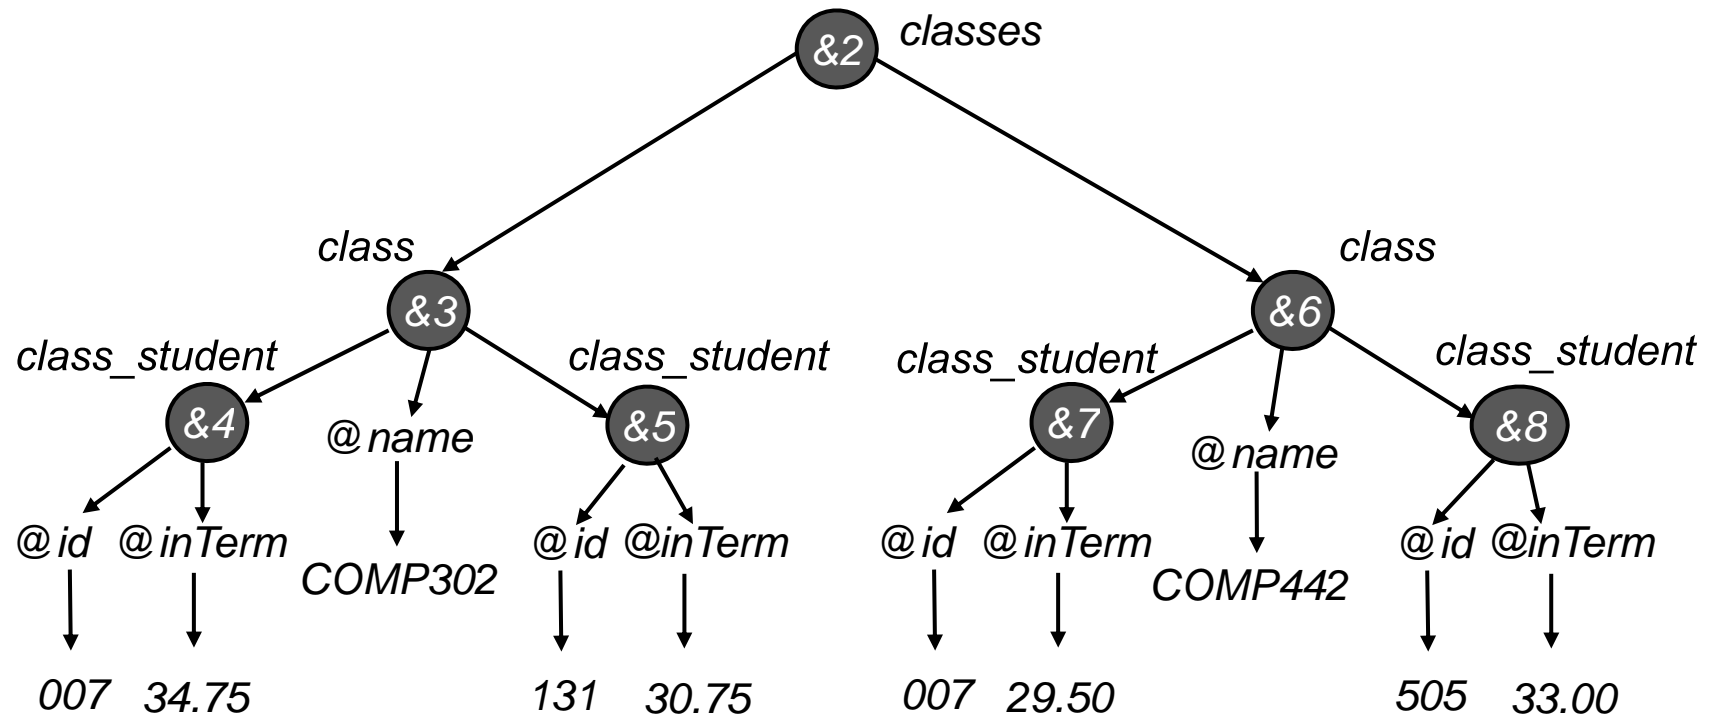 &2 classes
class class
&3 &6
class_student class_student class_student class_student
&4 @name &5 &7 @name &8
@id @inTerm COMP302 @id @inTerm @id @inTerm COMP442 @id @inTerm
007 34.75 131 30.75 007 29.50 505 33.00